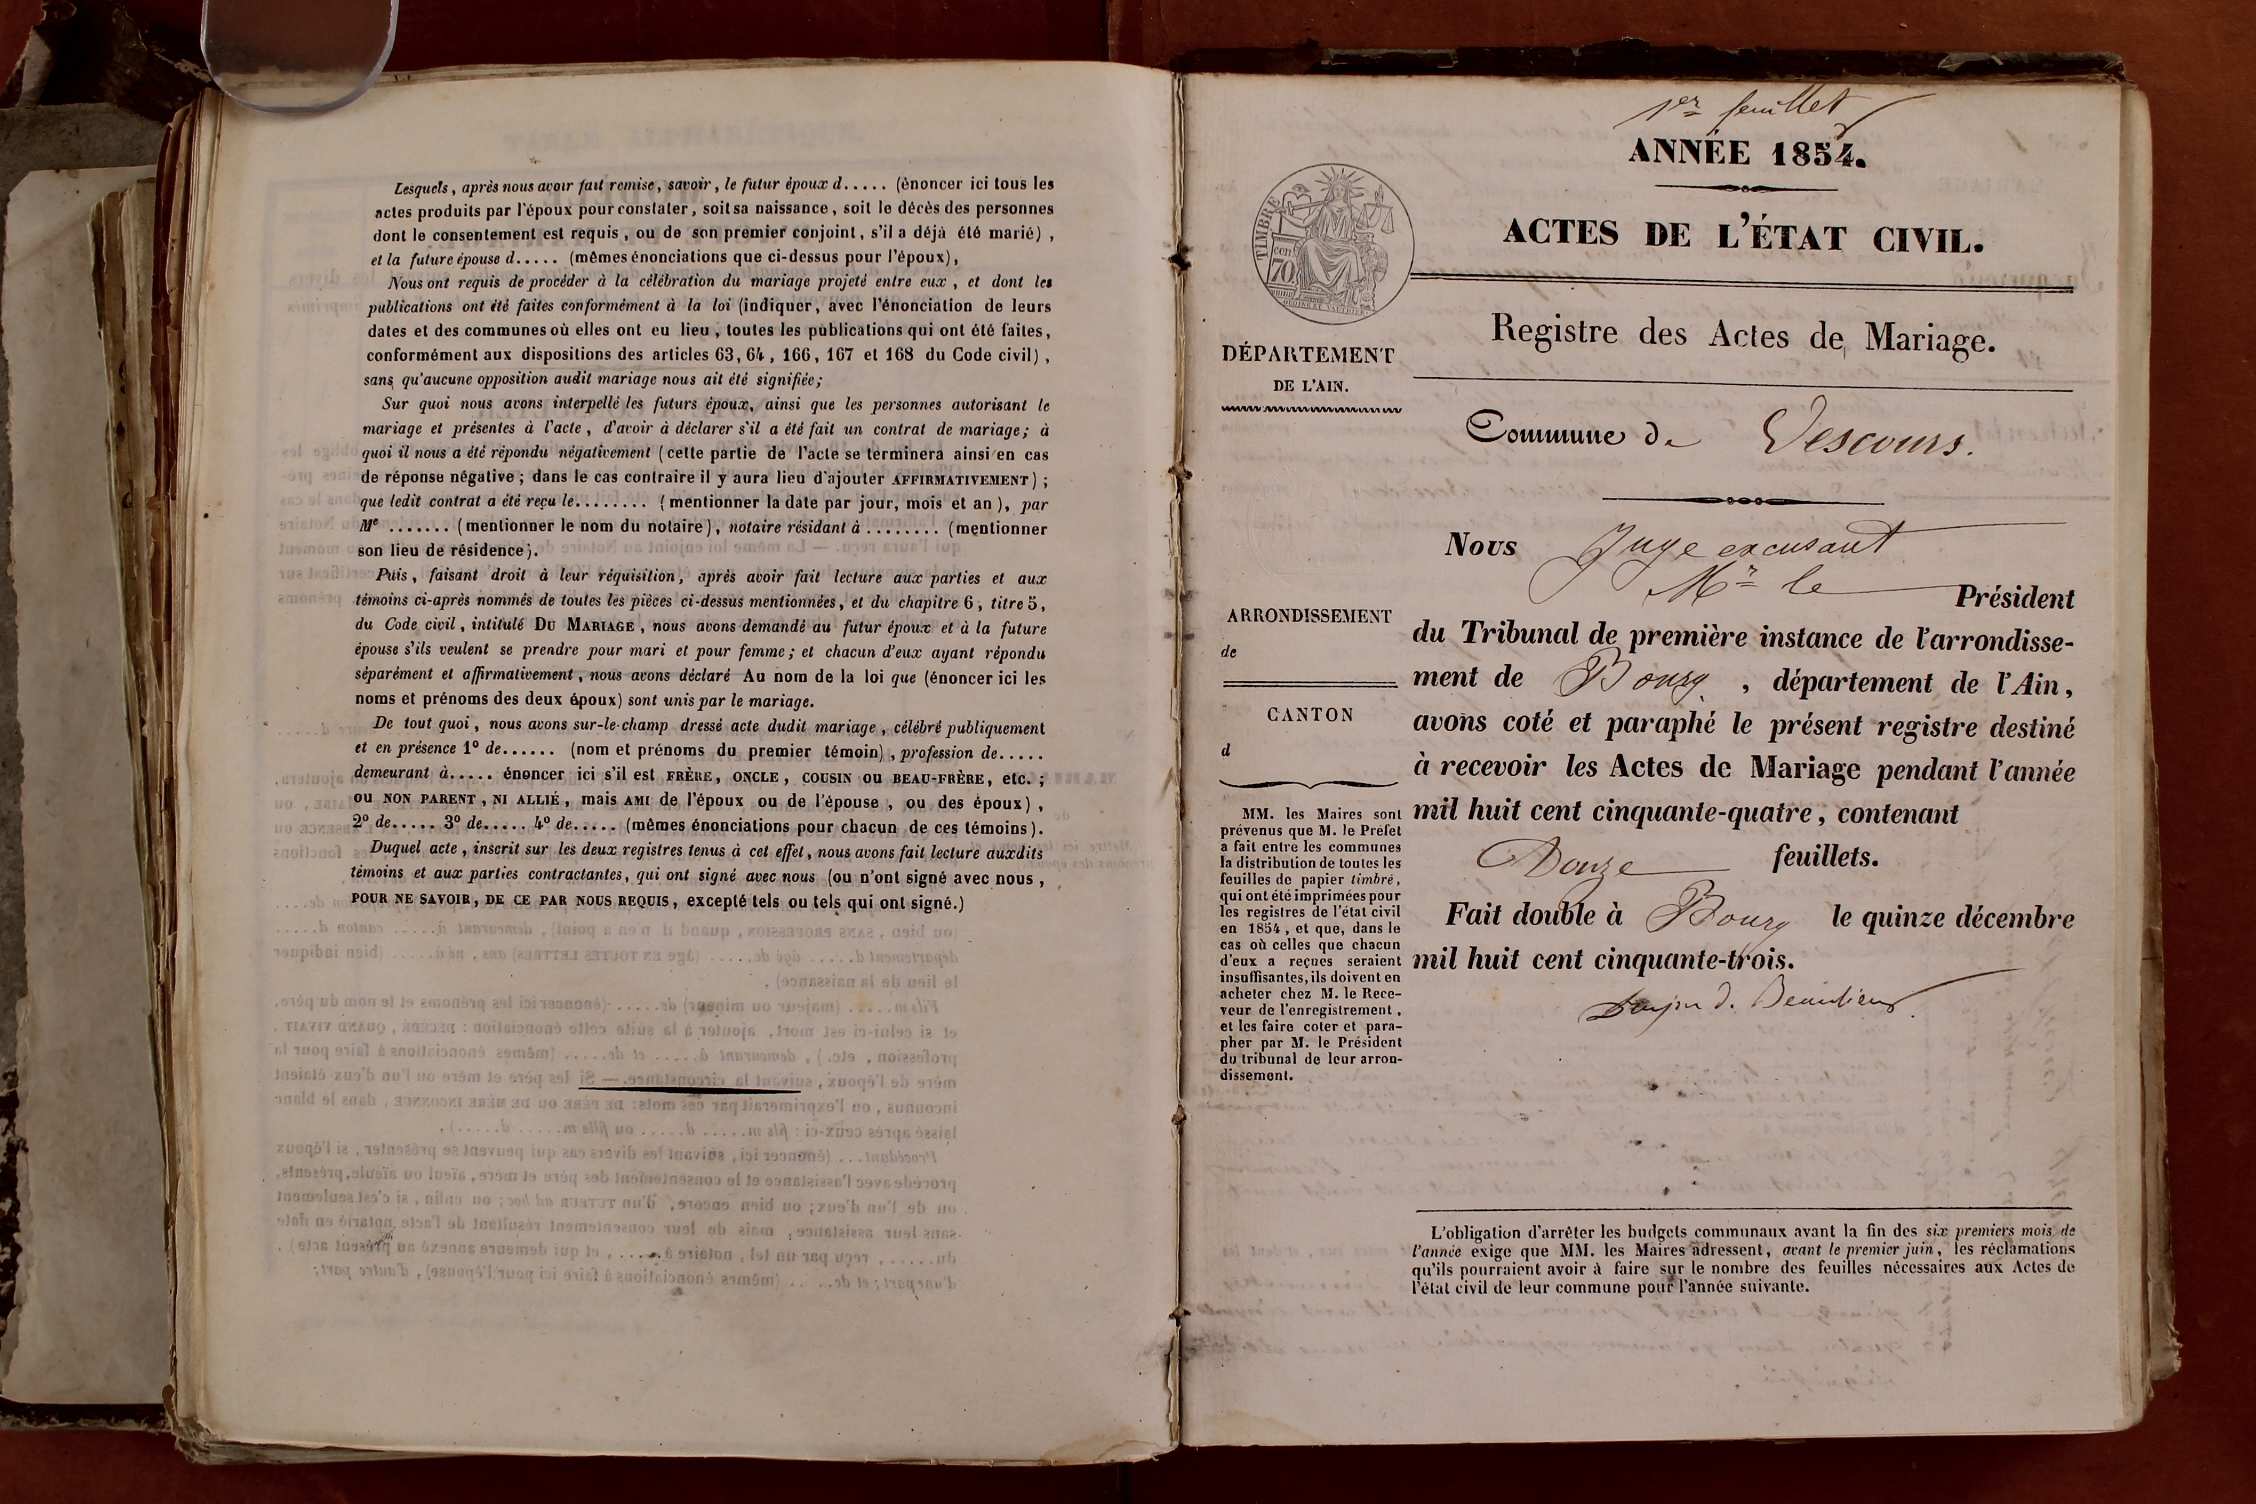 Lesquels, après nous avoir fait remise, savoir, le futur époux d..... (énoncer ici tous les
actes produits par l'époux pour constater, soit sa naissance, soit le décès des personnes
dont le consentement est requis, ou de son premier conjoint, s'il a déjà été marié),
et la future épouse d..... (mêmes énonciations que ci-dessus pour l'époux),
Nous ont requis de procéder à la célébration du mariage projeté entre eux, et dont les
publications ont été faites conformément à la loi (indiquer, avec l'énonciation de leurs
dates et des communes où elles ont eu lieu, toutes les publications qui ont été faites,
conformément aux dispositions des articles 63, 64, 166, 167 et 168 du Code civil),
sans qu'aucune opposition audit mariage nous ait été signifiée;
Sur quoi nous avons interpellé les futurs époux, ainsi que les personnes autorisant le
mariage et présentes à l'acte, d'avoir à déclarer s'il a été fait un contrat de mariage; à
quoi il nous a été répondu négativement (cette partie de l'acte se terminera ainsi en cas
de réponse négative; dans le cas contraire il y aura lieu d'ajouter AFFIRMATIVEMENT);
que ledit contrat a été reçu le........ (mentionner la date par jour, mois et an), par
Me ....... (mentionner le nom du notaire), notaire résidant à ........ (mentionner
son lieu de résidence).
Puis, faisant droit à leur réquisition, après avoir fait lecture aux parties et aux
témoins ci-après nommés de toutes les pièces ci-dessus mentionnées, et du chapitre 6, titre 5,
du Code civil, intitulé DU MARIAGE, nous avons demandé au futur époux et à la future
épouse s'ils veulent se prendre pour mari et pour femme; et chacun d'eux ayant répondu
séparément et affirmativement, nous avons déclaré Au nom de la loi que (énoncer ici les
noms et prénoms des deux époux) sont unis par le mariage.
De tout quoi, nous avons sur-le-champ dressé acte dudit mariage, célébré publiquement
et en présence 1º de...... (nom et prénoms du premier témoin), profession de.....
demeurant à..... énoncer ici s'il est FRÈRE, ONCLE, COUSIN OU BEAU-FRÈRE, etc.;
ou NON PARENT, NI ALLIÉ, mais AMI de l'époux ou de l'épouse, ou des époux),
2º de..... 3º de..... 4º de..... (mêmes énonciations pour chacun de ces témoins).
Duquel acte, inscrit sur les deux registres tenus à cet effet, nous avons fait lecture auxdits
témoins et aux parties contractantes, qui ont signé avec nous (ou n'ont signé avec nous,
POUR NE SAVOIR, DE CE PAR NOUS REQUIS, excepté tels ou tels qui ont signé.)
1er feuillet
ANNÉE 1854.
ACTES DE L'ÉTAT CIVIL.
TIMBRE
70
Registre des Actes de Mariage.
DÉPARTEMENT
DE L'AIN.
Commune de Vescours.
Nous Juge excusant
Mr le Président
ARRONDISSEMENT
de
CANTON
d
du Tribunal de première instance de l'arrondisse-
ment de Bourg, département de l'Ain,
avons coté et paraphé le présent registre destiné
à recevoir les Actes de Mariage pendant l'année
mil huit cent cinquante-quatre, contenant
Douze feuillets.
Fait double à Bourg le quinze décembre
mil huit cent cinquante-trois.
MM. les Maires sont
prévenus que M. le Préfet
a fait entre les communes
la distribution de toutes les
feuilles de papier timbré,
qui ont été imprimées pour
les registres de l'état civil
en 1854, et que, dans le
cas où celles que chacun
d'eux a reçues seraient
insuffisantes, ils doivent en
acheter chez M. le Rece-
veur de l'enregistrement,
et les faire coter et para-
pher par M. le Président
du tribunal de leur arron-
dissement.
L'obligation d'arrêter les budgets communaux avant la fin des six premiers mois de
l'année exige que MM. les Maires adressent, avant le premier juin, les réclamations
qu'ils pourraient avoir à faire sur le nombre des feuilles nécessaires aux Actes de
l'état civil de leur commune pour l'année suivante.